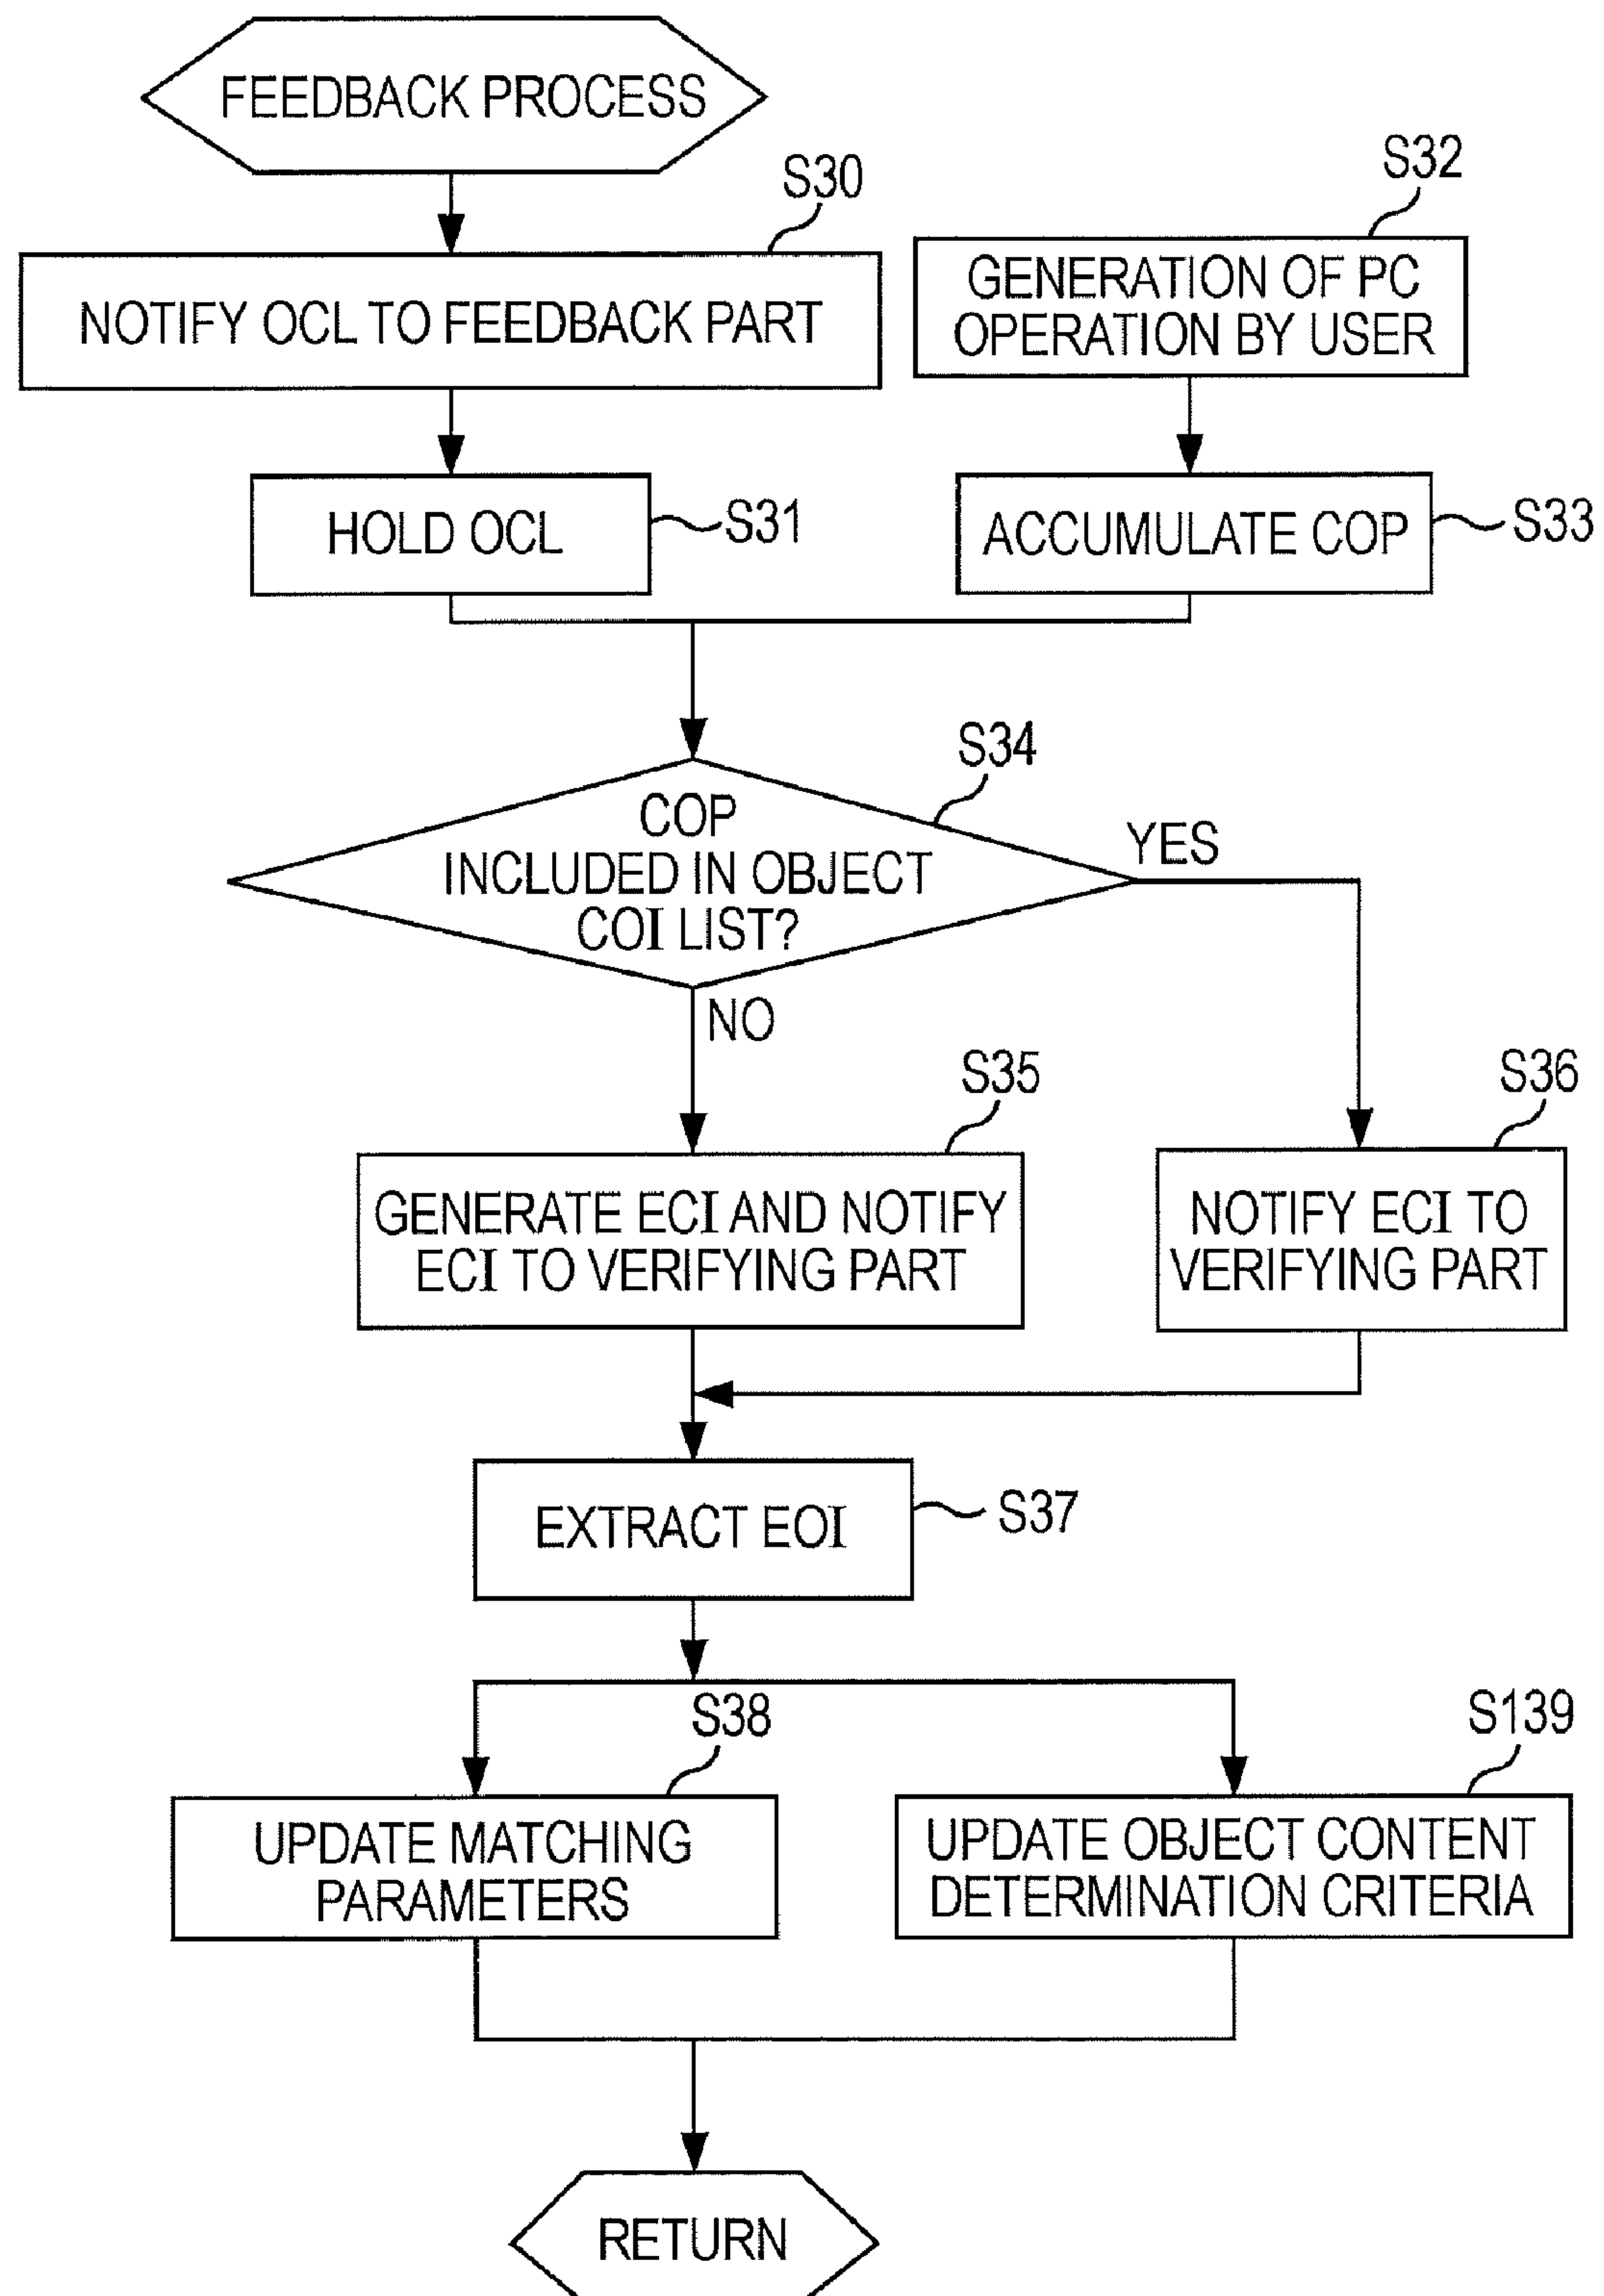 FEEDBACK PROCESS
S30
NOTIFY OCL TO FEEDBACK PART
S32
GENERATION OF PC
OPERATION BY USER
HOLD OCL
S31
ACCUMULATE COP
S33
S34
COP
INCLUDED IN OBJECT
COI LIST?
YES
NO
S35
GENERATE ECI AND NOTIFY
ECI TO VERIFYING PART
S36
NOTIFY ECI TO
VERIFYING PART
EXTRACT EOI
S37
S38
UPDATE MATCHING
PARAMETERS
S139
UPDATE OBJECT CONTENT
DETERMINATION CRITERIA
RETURN